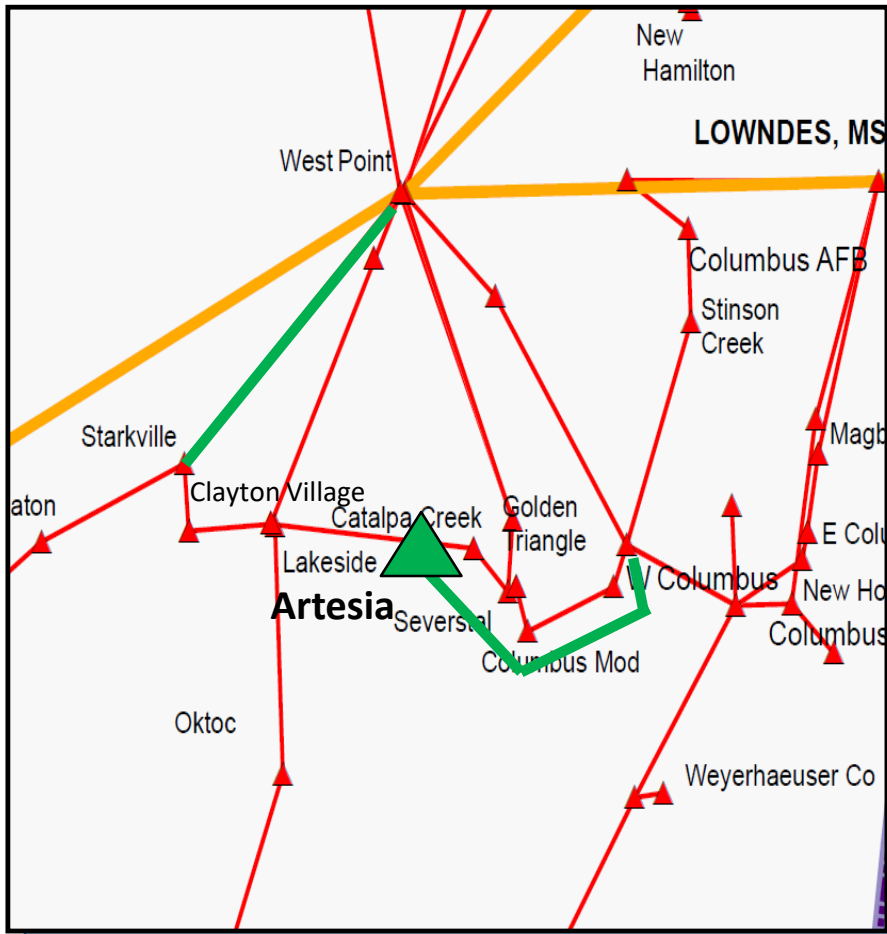 New
Hamilton
LOWNDES, MS
West Point
Columbus AFB
Stinson
Creek
Starkville
Magb
Clayton Village
aton
Catalpa Creek
Golden
Triangle
E Colu
Lakeside
W Columbus
New Ho
Artesia
Severstal
Columbus
Columbus Mod
Oktoc
Weyerhaeuser Co